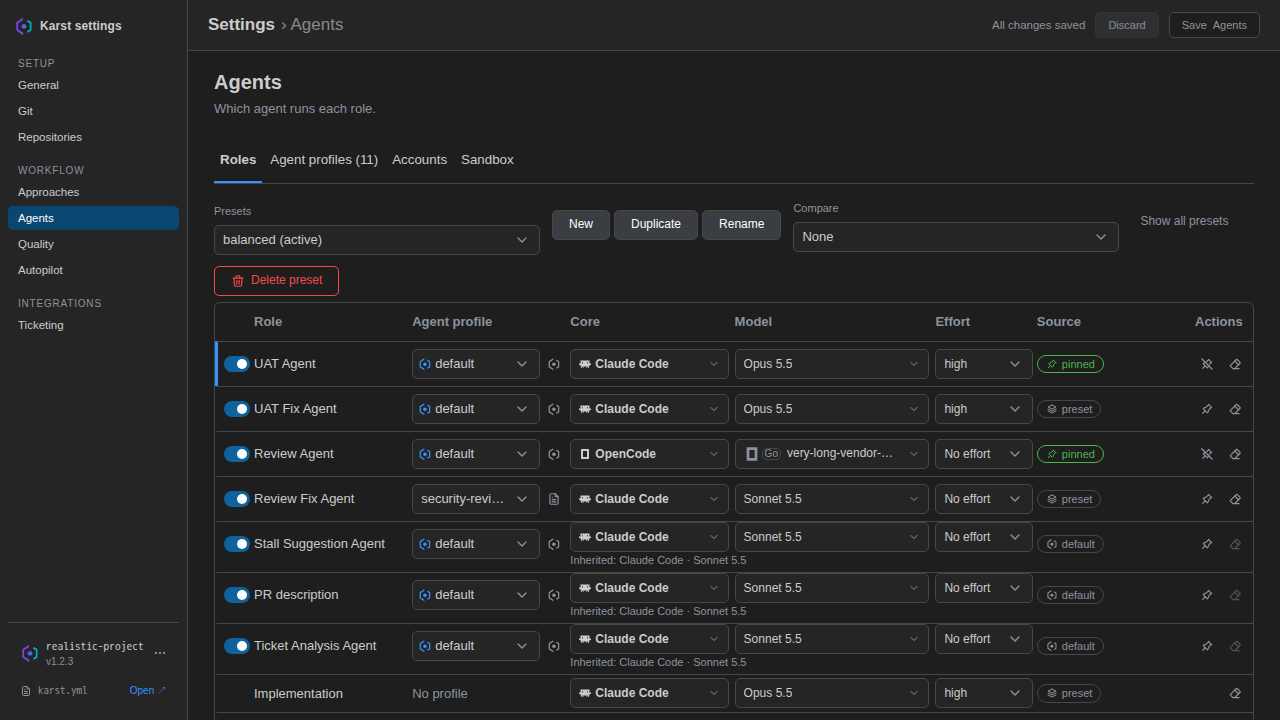 Karst settings
SETUP
General
Git
Repositories
WORKFLOW
Approaches
Agents
Quality
Autopilot
INTEGRATIONS
Ticketing
realistic-project
v1.2.3
karst.yml Open ↗
Settings › Agents
All changes saved Discard Save Agents
Agents
Which agent runs each role.
Roles Agent profiles (11) Accounts Sandbox
Presets
balanced (active)
New Duplicate Rename
Compare
None
Show all presets
Delete preset
Role Agent profile Core Model Effort Source Actions
UAT Agent default Claude Code Opus 5.5 high pinned
UAT Fix Agent default Claude Code Opus 5.5 high preset
Review Agent default OpenCode Go very-long-vendor-… No effort pinned
Review Fix Agent security-revi… Claude Code Sonnet 5.5 No effort preset
Stall Suggestion Agent default Claude Code Sonnet 5.5 No effort default
Inherited: Claude Code · Sonnet 5.5
PR description default Claude Code Sonnet 5.5 No effort default
Inherited: Claude Code · Sonnet 5.5
Ticket Analysis Agent default Claude Code Sonnet 5.5 No effort default
Inherited: Claude Code · Sonnet 5.5
Implementation No profile Claude Code Opus 5.5 high preset